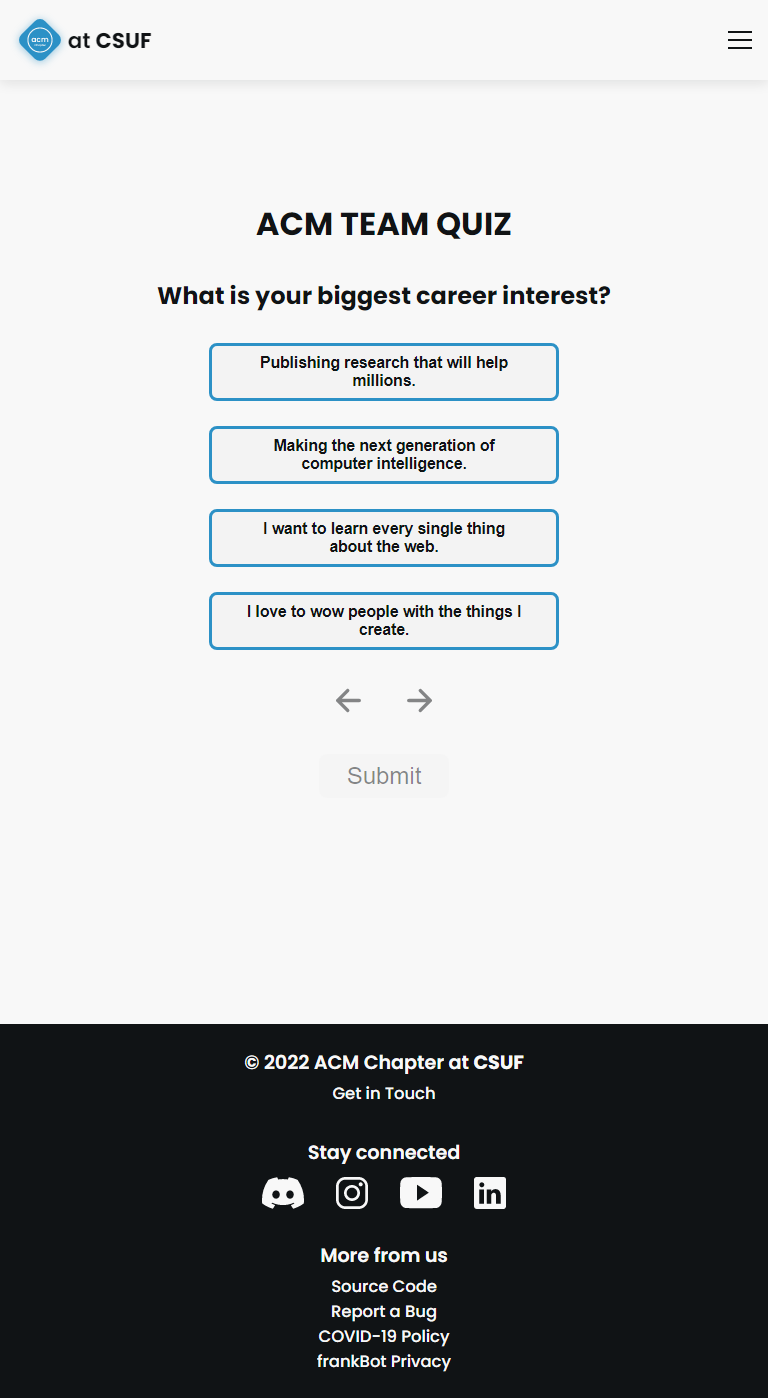 acm
at CSUF
ACM TEAM QUIZ
What is your biggest career interest?
Publishing research that will help
millions.
Making the next generation of
computer intelligence.
I want to learn every single thing
about the web.
I love to wow people with the things I
create.
Submit
© 2022 ACM Chapter at CSUF
Get in Touch
Stay connected
in
More from us
Source Code
Report a Bug
COVID-19 Policy
frankBot Privacy